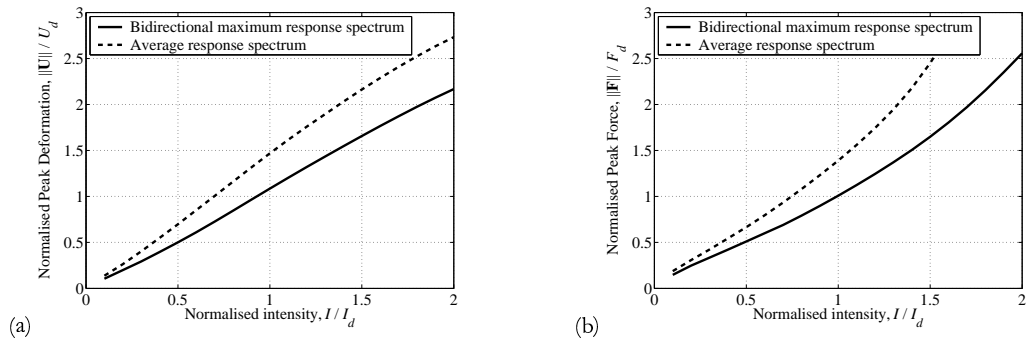 3
2.5
2
1.5
1
0.5
0
Normalised Peak Deformation, ||U|| / U_d
Bidirectional maximum response spectrum
Average response spectrum
0 0.5 1 1.5 2
Normalised intensity, I / I_d
(a)
3
2.5
2
1.5
1
0.5
0
Normalised Peak Force, ||F|| / F_d
Bidirectional maximum response spectrum
Average response spectrum
0 0.5 1 1.5 2
Normalised intensity, I / I_d
(b)